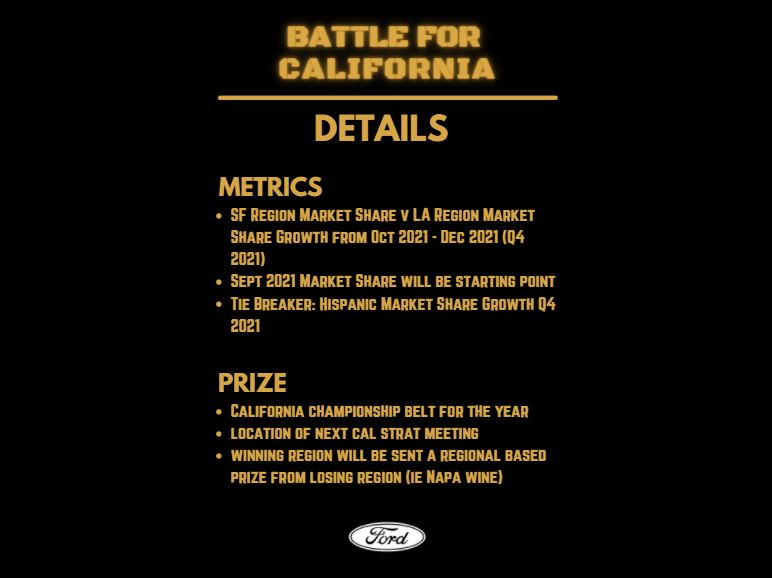 BATTLE FOR
CALIFORNIA
DETAILS
METRICS
• SF Region Market Share v LA Region Market
Share Growth from Oct 2021 - Dec 2021 (Q4
2021)
• Sept 2021 Market Share will be starting point
• Tie Breaker: Hispanic Market Share Growth Q4
2021
PRIZE
• California championship belt for the year
• location of next cal strat meeting
• winning region will be sent a regional based
prize from losing region (ie Napa wine)
Ford